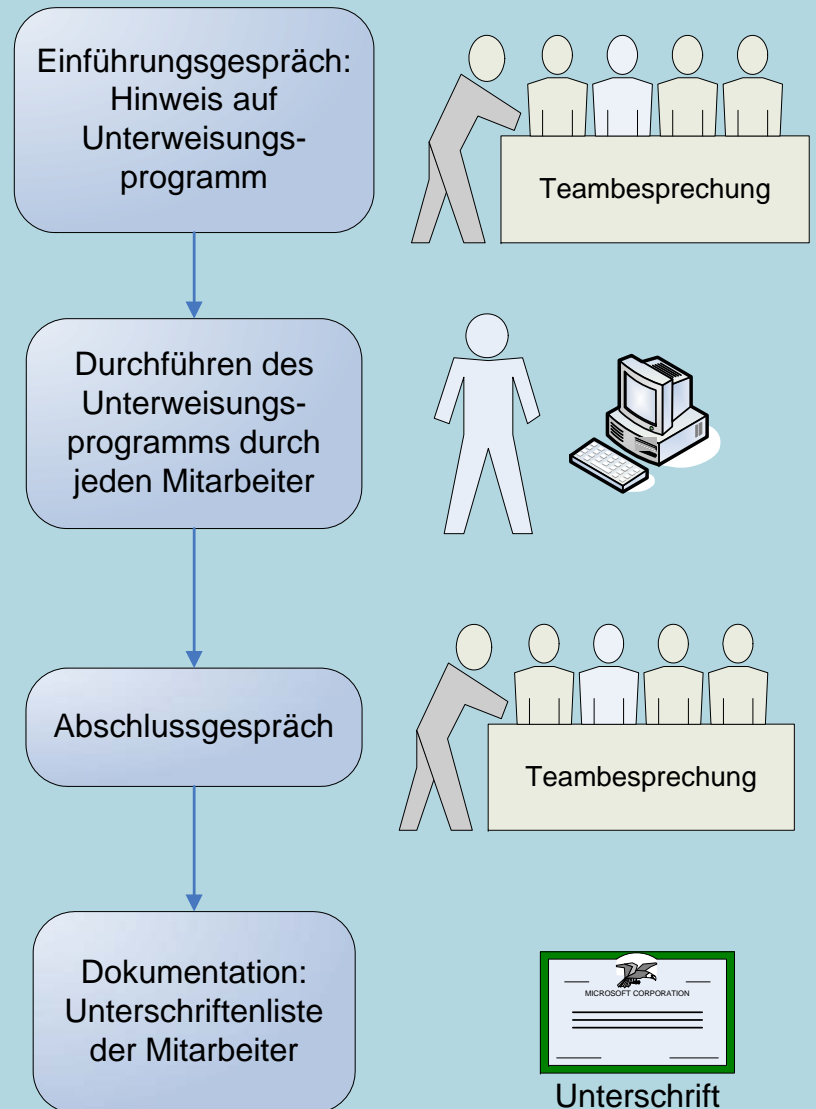 Einführungsgespräch:
Hinweis auf
Unterweisungs-
programm
Teambesprechung
Durchführen des
Unterweisungs-
programms durch
jeden Mitarbeiter
Abschlussgespräch
Teambesprechung
Dokumentation:
Unterschriftenliste
der Mitarbeiter
MICROSOFT CORPORATION
Unterschrift